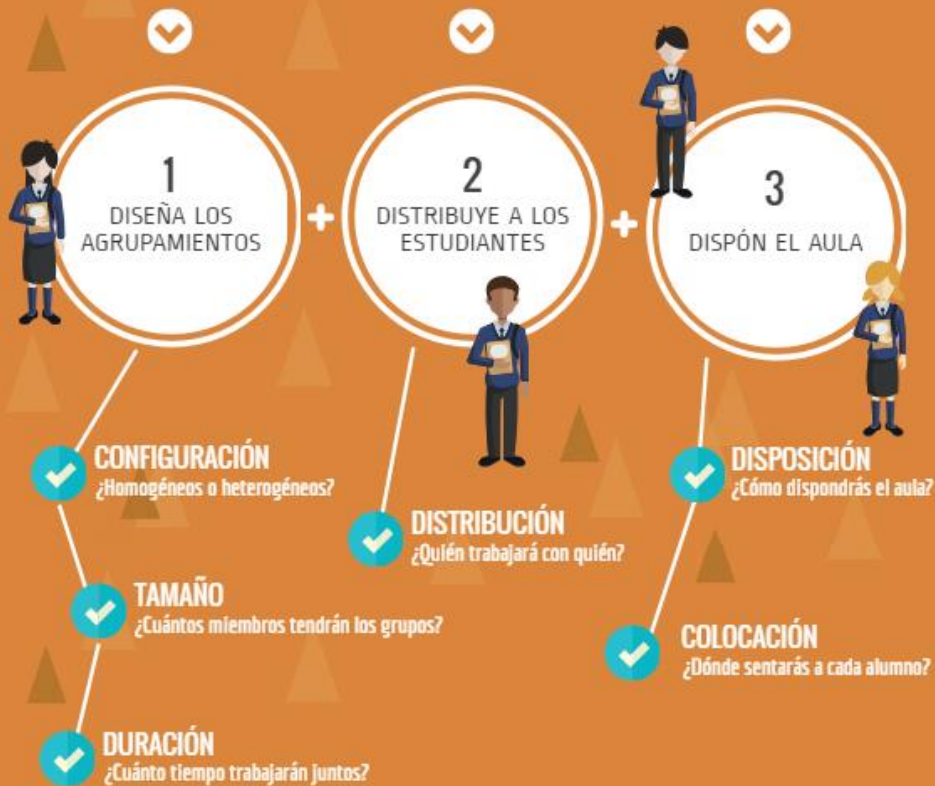 1
DISEÑA LOS
AGRUPAMIENTOS
+
2
DISTRIBUYE A LOS
ESTUDIANTES
+
3
DISPÓN EL AULA
CONFIGURACIÓN
¿Homogéneos o heterogéneos?
TAMAÑO
¿Cuántos miembros tendrán los grupos?
DURACIÓN
¿Cuánto tiempo trabajarán juntos?
DISTRIBUCIÓN
¿Quién trabajará con quién?
DISPOSICIÓN
¿Cómo dispondrás el aula?
COLOCACIÓN
¿Dónde sentarás a cada alumno?